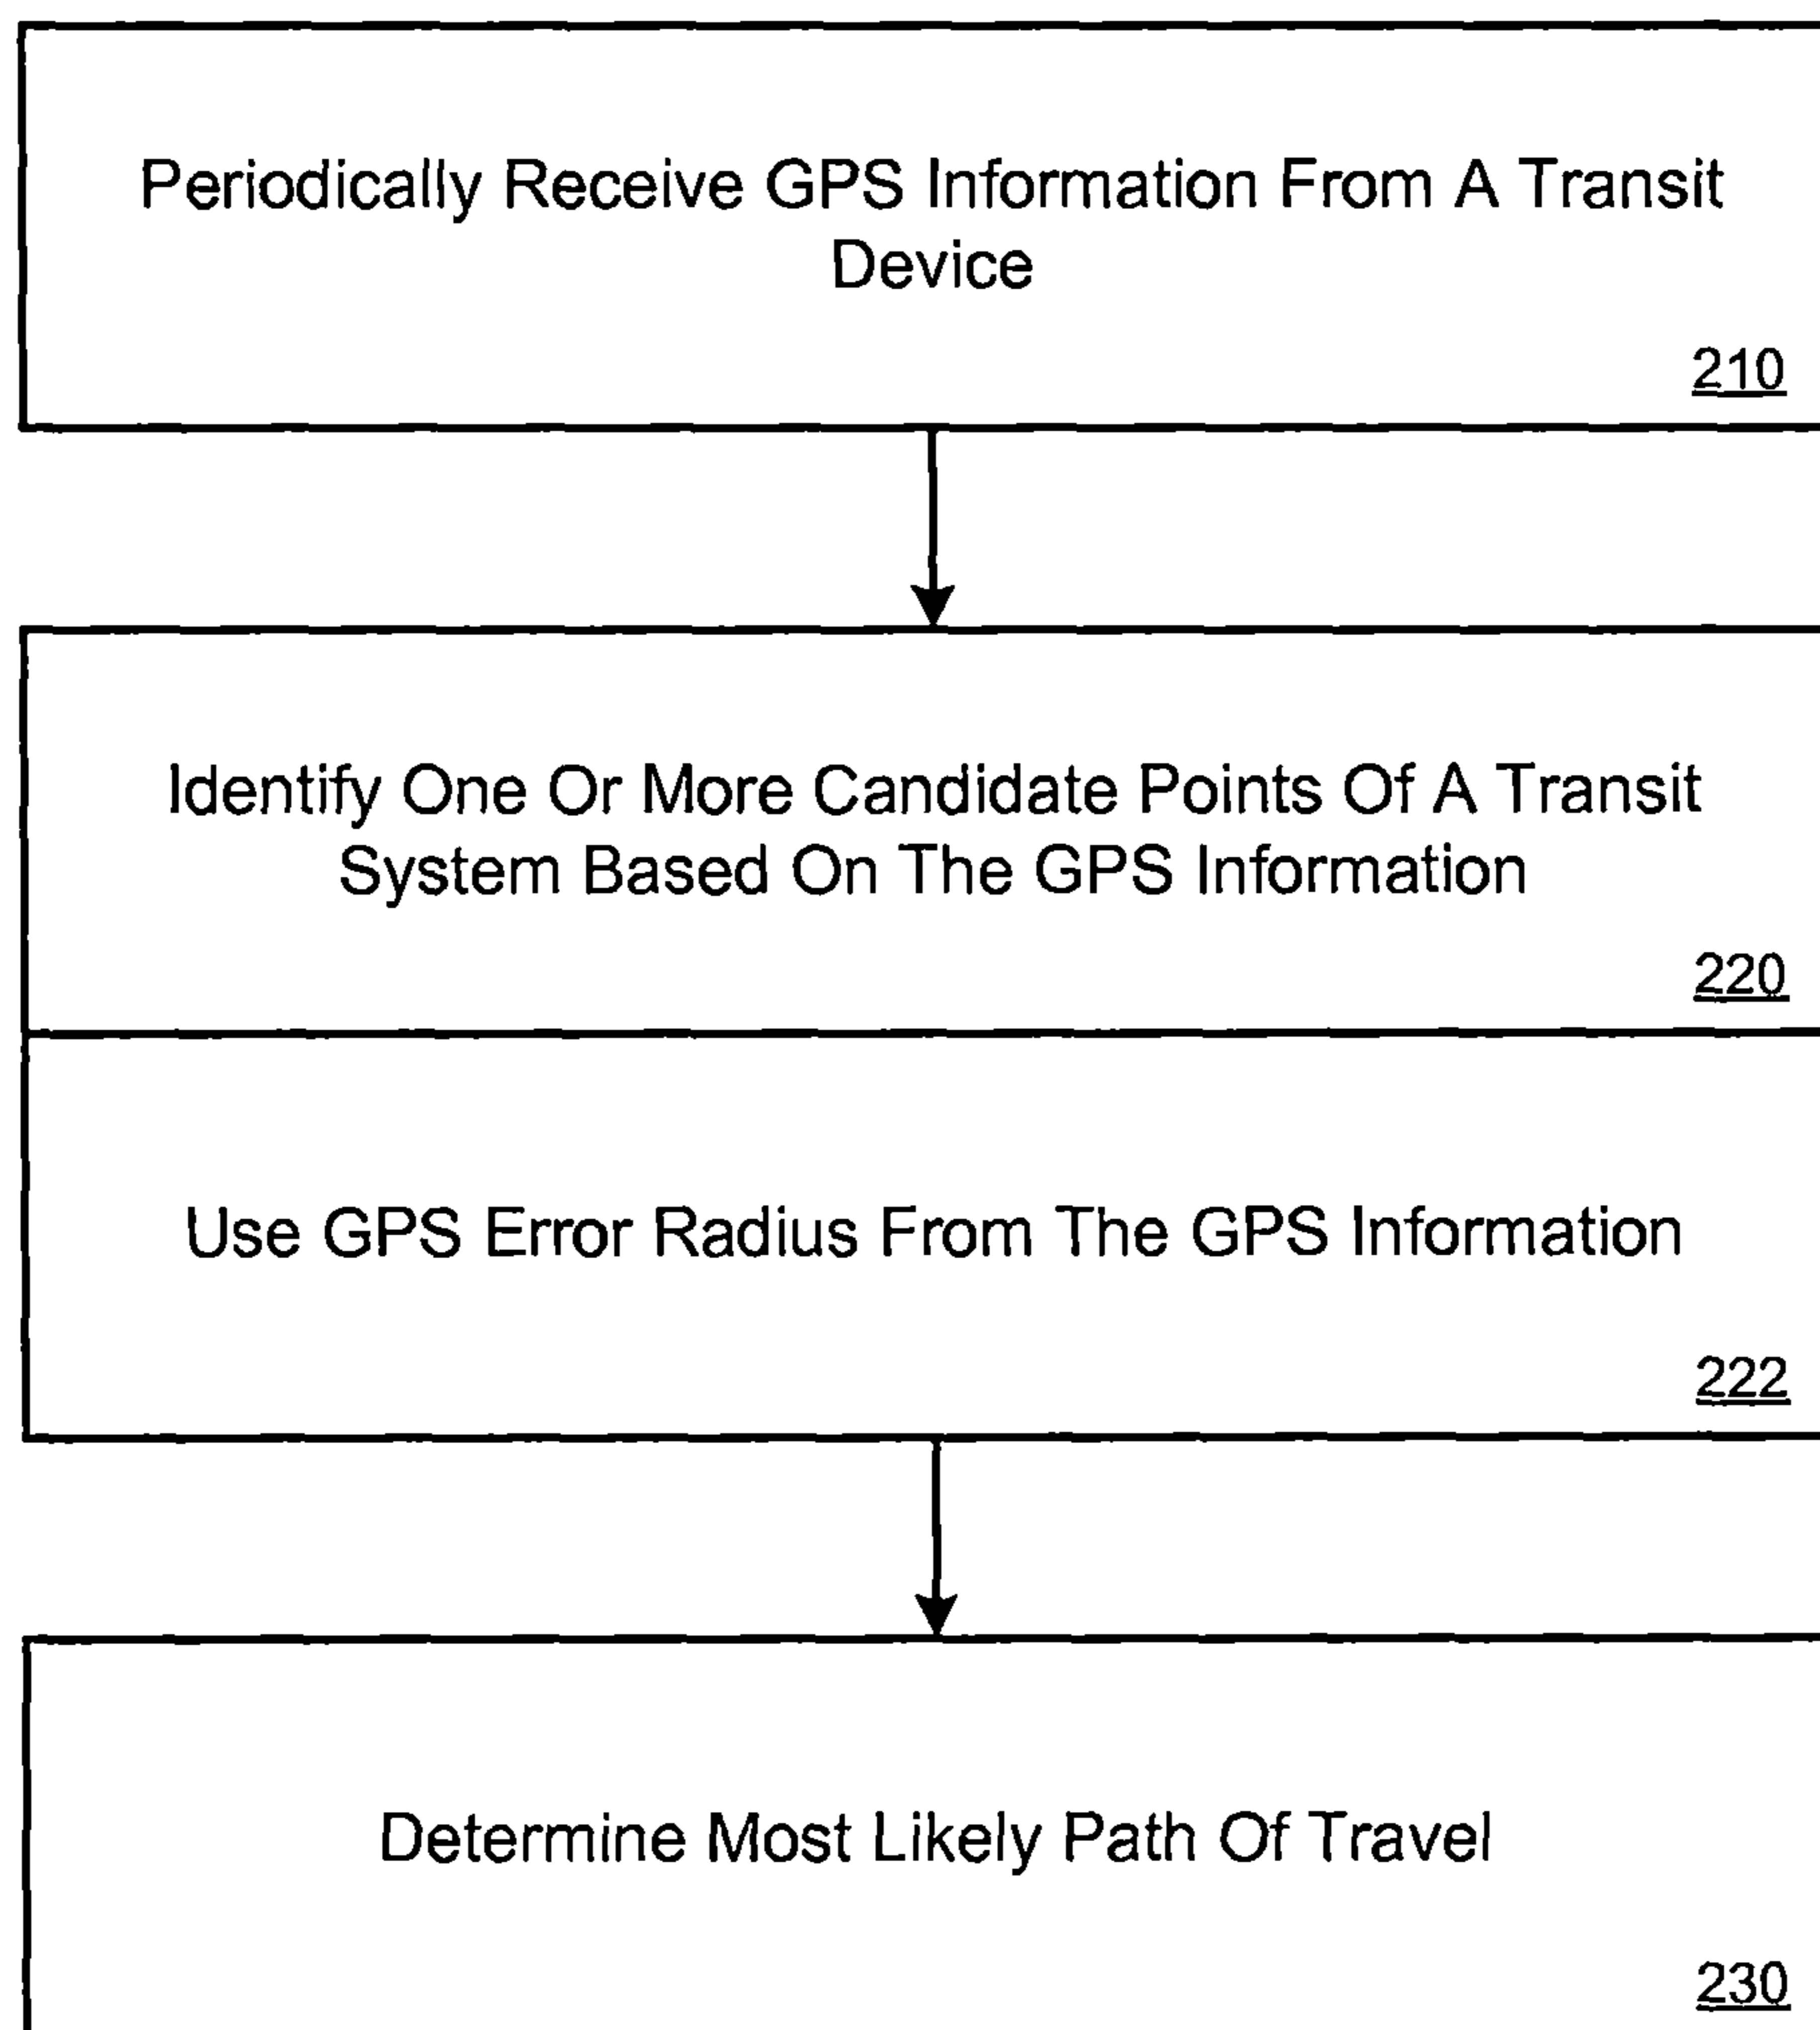 Periodically Receive GPS Information From A Transit
Device
210
Identify One Or More Candidate Points Of A Transit
System Based On The GPS Information
220
Use GPS Error Radius From The GPS Information
222
Determine Most Likely Path Of Travel
230